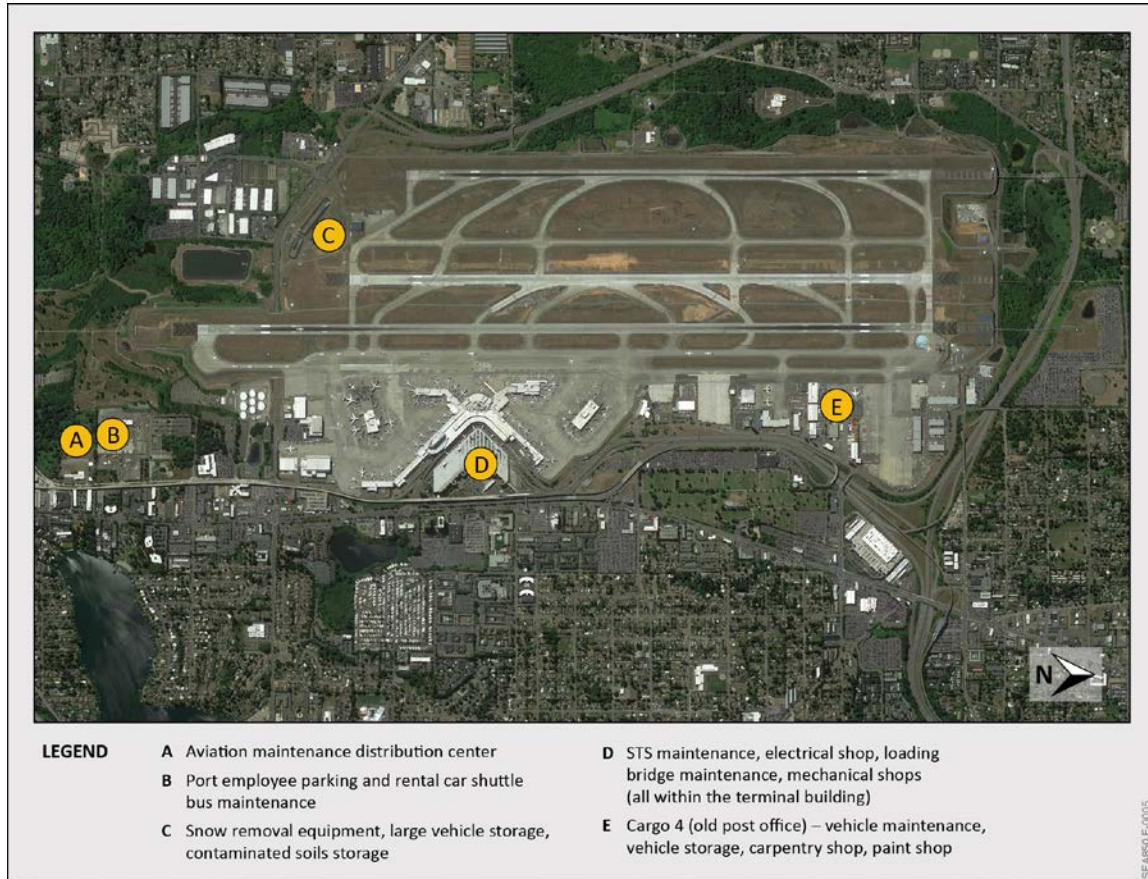 C
E
A
B
D
N
LEGEND
A Aviation maintenance distribution center
B Port employee parking and rental car shuttle
bus maintenance
C Snow removal equipment, large vehicle storage,
contaminated soils storage
D STS maintenance, electrical shop, loading
bridge maintenance, mechanical shops
(all within the terminal building)
E Cargo 4 (old post office) – vehicle maintenance,
vehicle storage, carpentry shop, paint shop